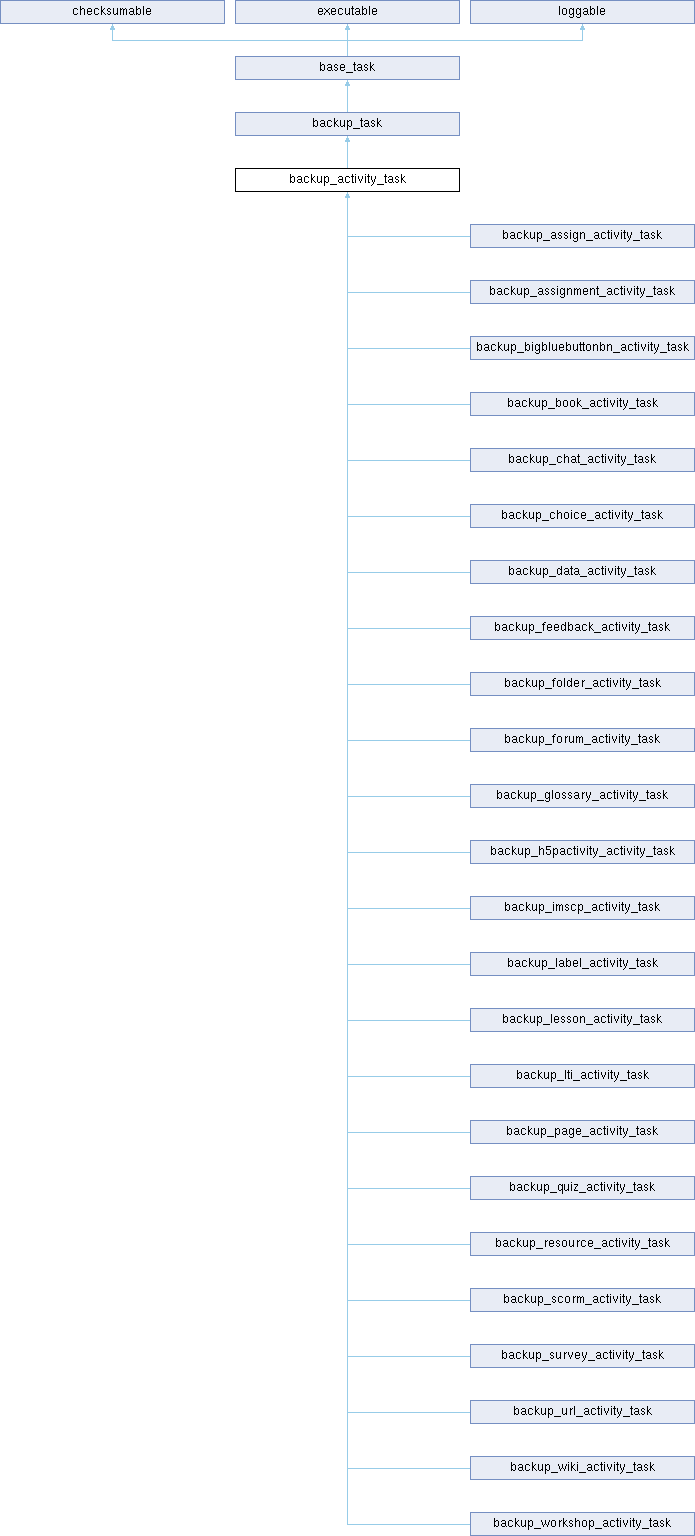 checksumable
executable
loggable
base_task
backup_task
backup_activity_task
backup_assign_activity_task
backup_assignment_activity_task
backup_bigbluebuttonbn_activity_task
backup_book_activity_task
backup_chat_activity_task
backup_choice_activity_task
backup_data_activity_task
backup_feedback_activity_task
backup_folder_activity_task
backup_forum_activity_task
backup_glossary_activity_task
backup_h5pactivity_activity_task
backup_imscp_activity_task
backup_label_activity_task
backup_lesson_activity_task
backup_lti_activity_task
backup_page_activity_task
backup_quiz_activity_task
backup_resource_activity_task
backup_scorm_activity_task
backup_survey_activity_task
backup_url_activity_task
backup_wiki_activity_task
backup_workshop_activity_task